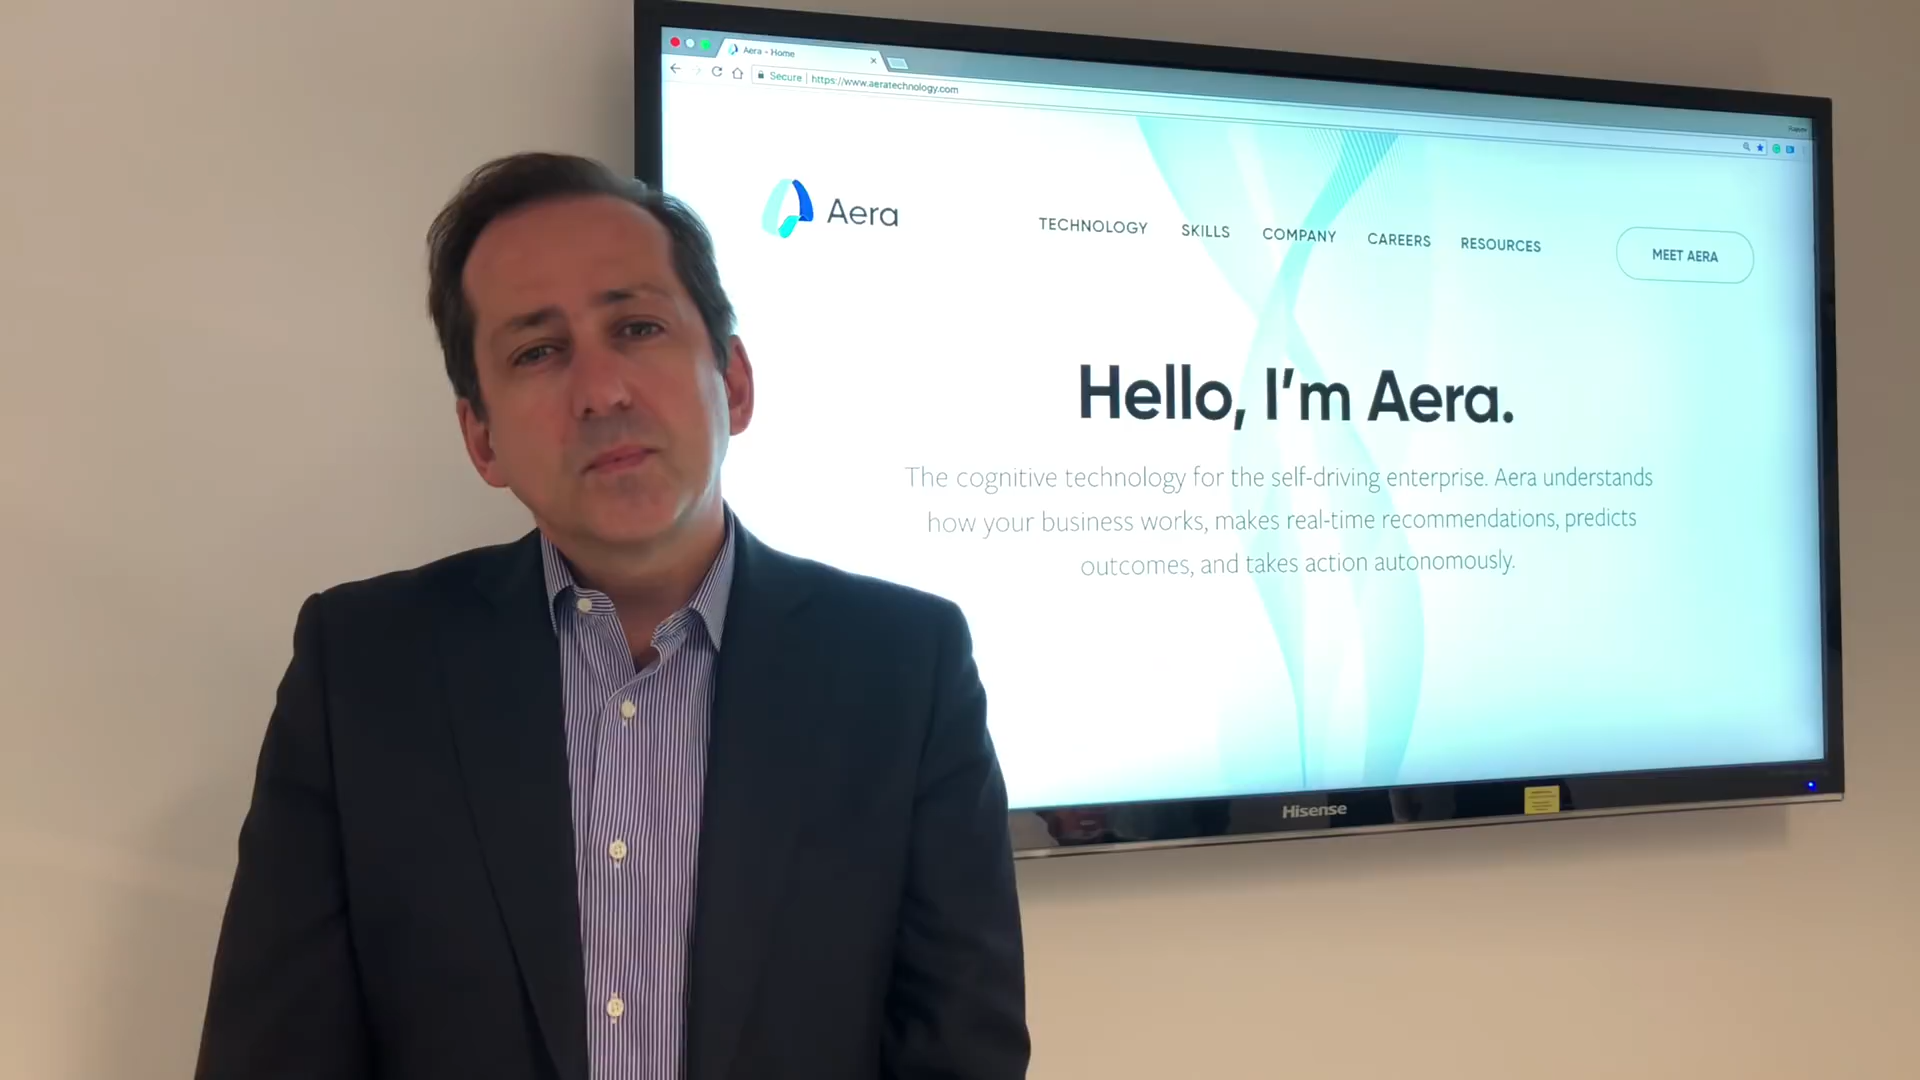 Aera - Home
Secure | https://www.aeratechnology.com
Aera
TECHNOLOGY SKILLS COMPANY CAREERS RESOURCES MEET AERA
Hello, I'm Aera.
The cognitive technology for the self-driving enterprise. Aera understands
how your business works, makes real-time recommendations, predicts
outcomes, and takes action autonomously.
Hisense